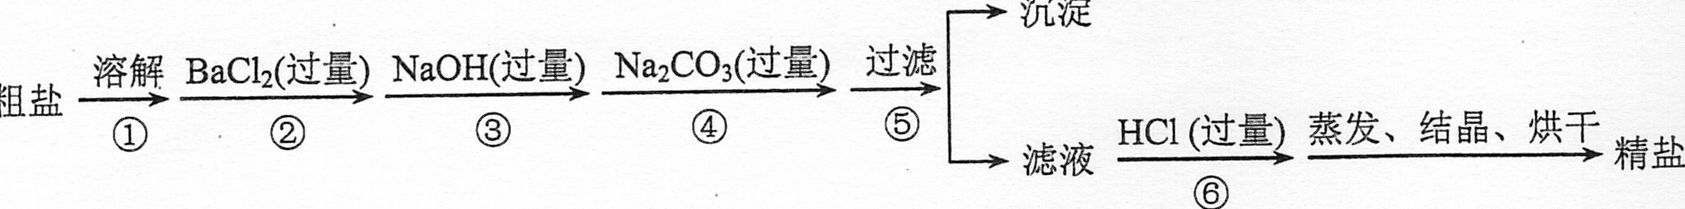 沉淀
粗盐 溶解 BaCl₂(过量) NaOH(过量) Na₂CO₃(过量) 过滤
① ② ③ ④ ⑤
滤液 HCl (过量) 蒸发、结晶、烘干 精盐
⑥